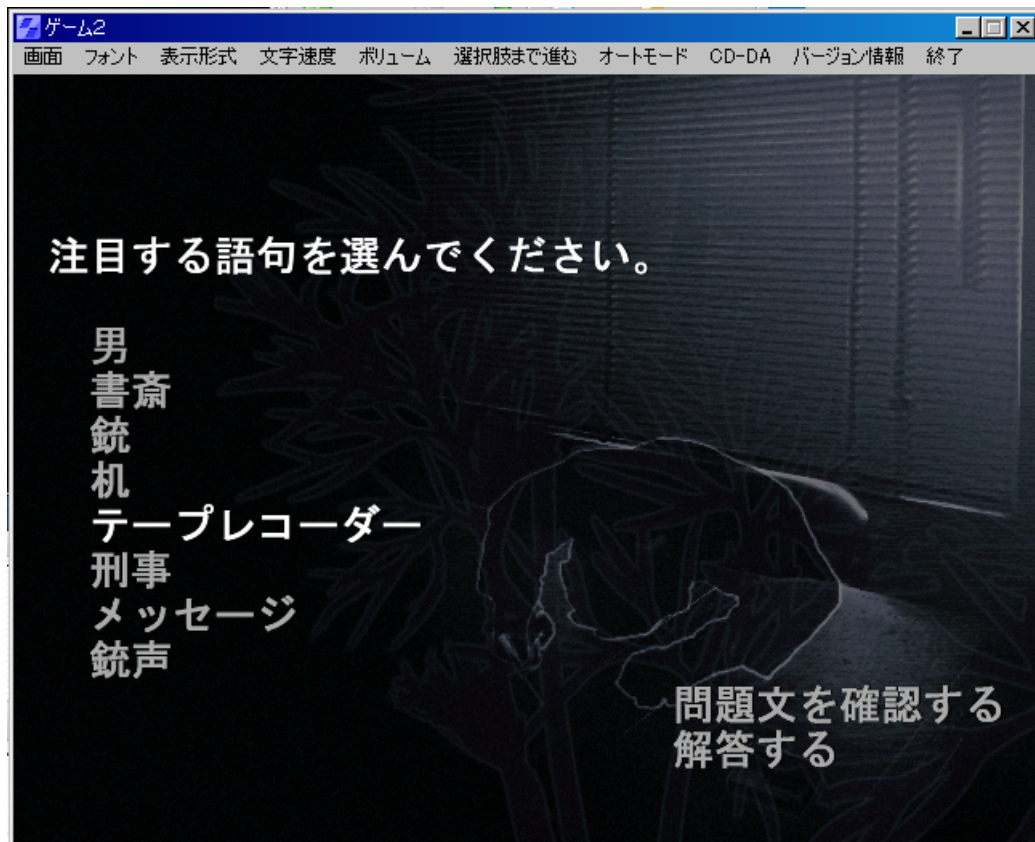 ゲーム2
画面 フォント 表示形式 文字速度 ボリューム 選択肢まで進む オートモード CD-DA バージョン情報 終了
注目する語句を選んでください。
男
書斎
銃
机
テープレコーダー
刑事
メッセージ
銃声
問題文を確認する
解答する